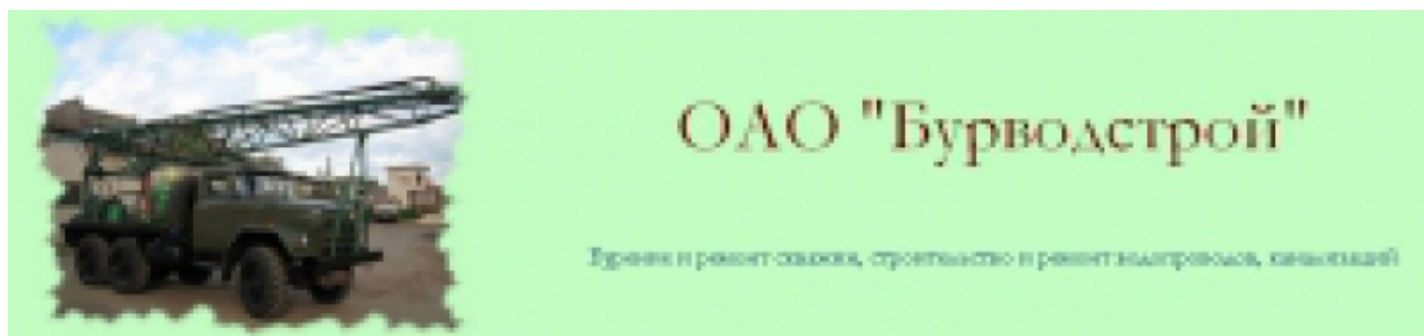 ОАО "Бурводстрой"
Бурение и ремонт скважин, строительство и ремонт водопроводов, канализаций